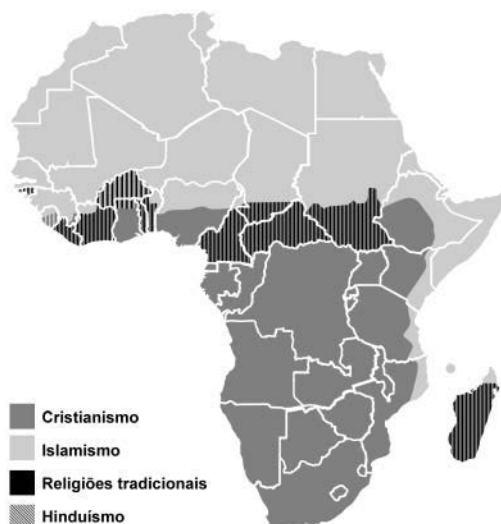 Cristianismo
Islamismo
Religiões tradicionais
Hinduísmo